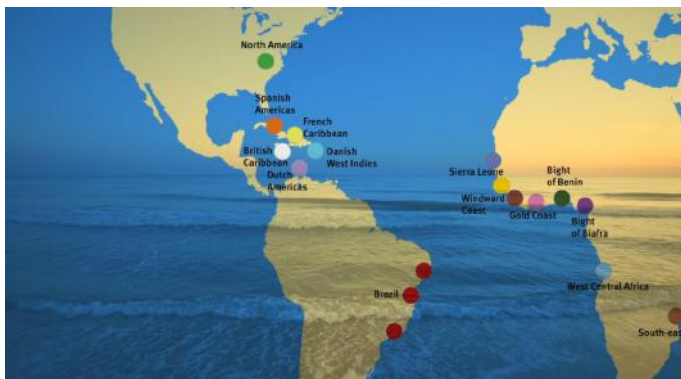 North America
Spanish
Americas
French
Caribbean
British
Caribbean
Danish
West Indies
Dutch
Americas
Sierra Leone
Bight
of Benin
Windward
Coast
Gold Coast
Bight
of Biafra
West Central Africa
Brazil
South-eas